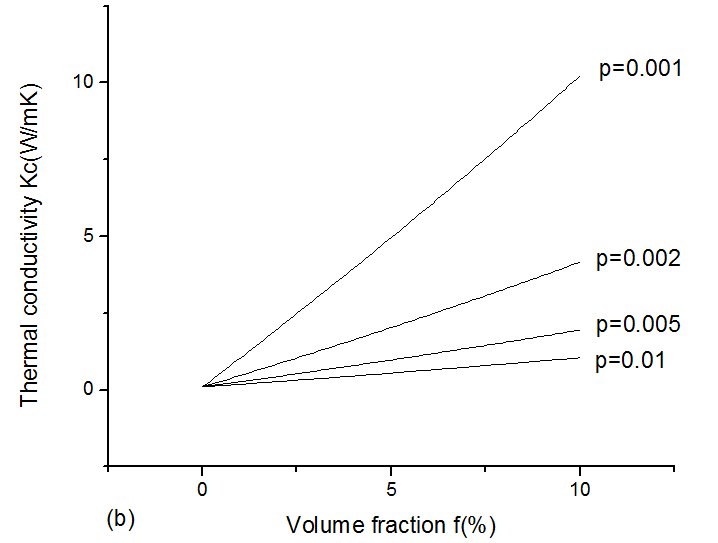 Thermal conductivity Kc(W/mK)
10
5
0
p=0.001
p=0.002
p=0.005
p=0.01
0 5 10
(b)
Volume fraction f(%)